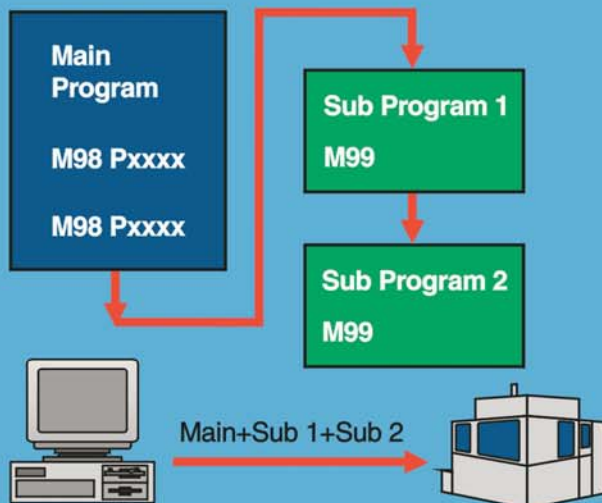 Main
Program
M98 Pxxxx
M98 Pxxxx
Sub Program 1
M99
Sub Program 2
M99
Main+Sub 1+Sub 2